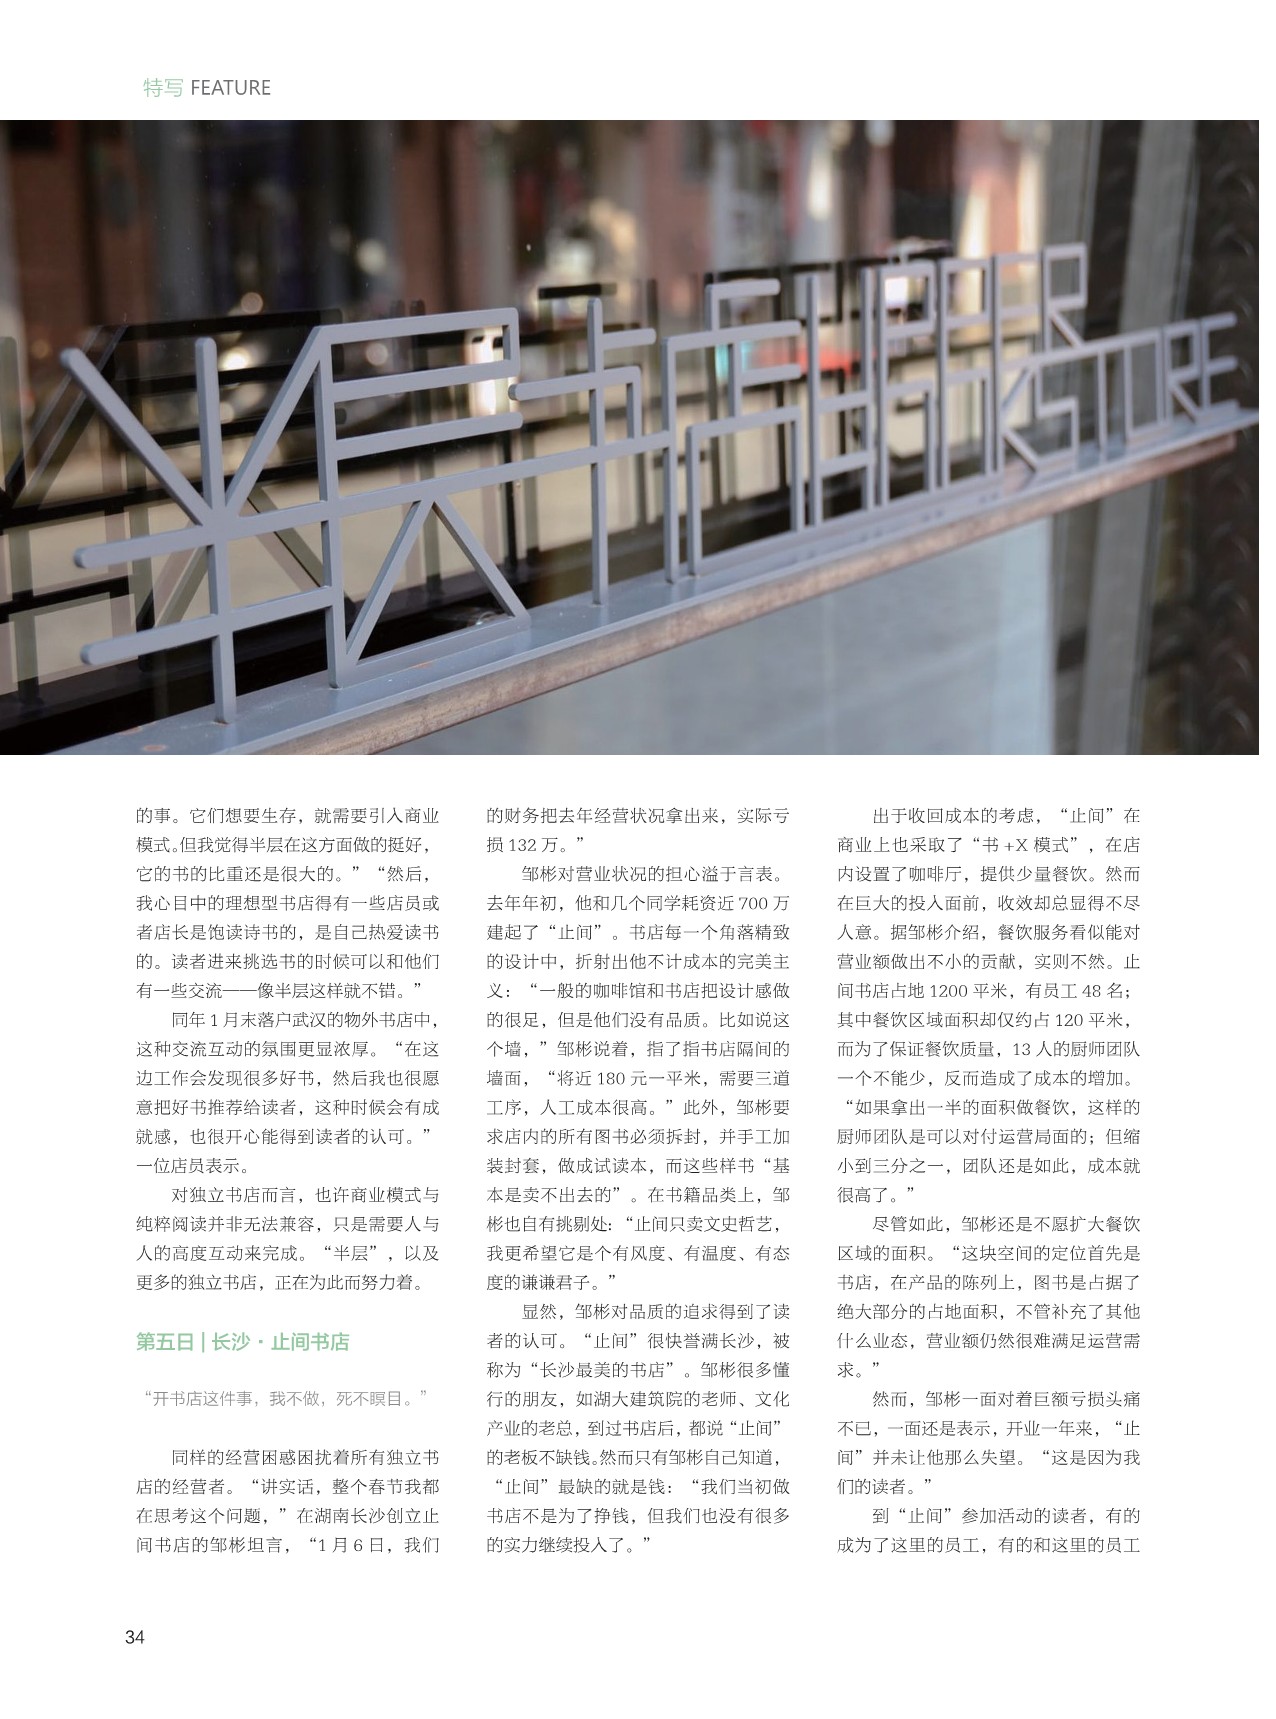 特写 FEATURE
半层书店 UPPER
BOOKSTORE
的事。它们想要生存，就需要引入商业
模式。但我觉得半层在这方面做的挺好，
它的书的比重还是很大的。”“然后，
我心目中的理想型书店得有一些店员或
者店长是饱读诗书的，是自己热爱读书
的。读者进来挑选书的时候可以和他们
有一些交流——像半层这样就不错。”
同年 1 月末落户武汉的物外书店中，
这种交流互动的氛围更显浓厚。“在这
边工作会发现很多好书，然后我也很愿
意把好书推荐给读者，这种时候会有成
就感，也很开心能得到读者的认可。”
一位店员表示。
对独立书店而言，也许商业模式与
纯粹阅读并非无法兼容，只是需要人与
人的高度互动来完成。“半层”，以及
更多的独立书店，正在为此而努力着。
第五日 | 长沙 · 止间书店
“开书店这件事，我不做，死不瞑目。”
同样的经营困惑困扰着所有独立书
店的经营者。“讲实话，整个春节我都
在思考这个问题，”在湖南长沙创立止
间书店的邹彬坦言，“1 月 6 日，我们
的财务把去年经营状况拿出来，实际亏
损 132 万。”
邹彬对营业状况的担心溢于言表。
去年年初，他和几个同学耗资近 700 万
建起了“止间”。书店每一个角落精致
的设计中，折射出他不计成本的完美主
义：“一般的咖啡馆和书店把设计感做
的很足，但是他们没有品质。比如说这
个墙，”邹彬说着，指了指书店隔间的
墙面，“将近 180 元一平米，需要三道
工序，人工成本很高。”此外，邹彬要
求店内的所有图书必须拆封，并手工加
装封套，做成试读本，而这些样书“基
本是卖不出去的”。在书籍品类上，邹
彬也自有挑剔处：“止间只卖文史哲艺，
我更希望它是个有风度、有温度、有态
度的谦谦君子。”
显然，邹彬对品质的追求得到了读
者的认可。“止间”很快誉满长沙，被
称为“长沙最美的书店”。邹彬很多懂
行的朋友，如湖大建筑院的老师、文化
产业的老总，到过书店后，都说“止间”
的老板不缺钱。然而只有邹彬自己知道，
“止间”最缺的就是钱：“我们当初做
书店不是为了挣钱，但我们也没有很多
的实力继续投入了。”
出于收回成本的考虑，“止间”在
商业上也采取了“书 +X 模式”，在店
内设置了咖啡厅，提供少量餐饮。然而
在巨大的投入面前，收效却总显得不尽
人意。据邹彬介绍，餐饮服务看似能对
营业额做出不小的贡献，实则不然。止
间书店占地 1200 平米，有员工 48 名；
其中餐饮区域面积却仅约占 120 平米，
而为了保证餐饮质量，13 人的厨师团队
一个不能少，反而造成了成本的增加。
“如果拿出一半的面积做餐饮，这样的
厨师团队是可以对付运营局面的；但缩
小到三分之一，团队还是如此，成本就
很高了。”
尽管如此，邹彬还是不愿扩大餐饮
区域的面积。“这块空间的定位首先是
书店，在产品的陈列上，图书是占据了
绝大部分的占地面积，不管补充了其他
什么业态，营业额仍然很难满足运营需
求。”
然而，邹彬一面对着巨额亏损头痛
不已，一面还是表示，开业一年来，“止
间”并未让他那么失望。“这是因为我
们的读者。”
到“止间”参加活动的读者，有的
成为了这里的员工，有的和这里的员工
34